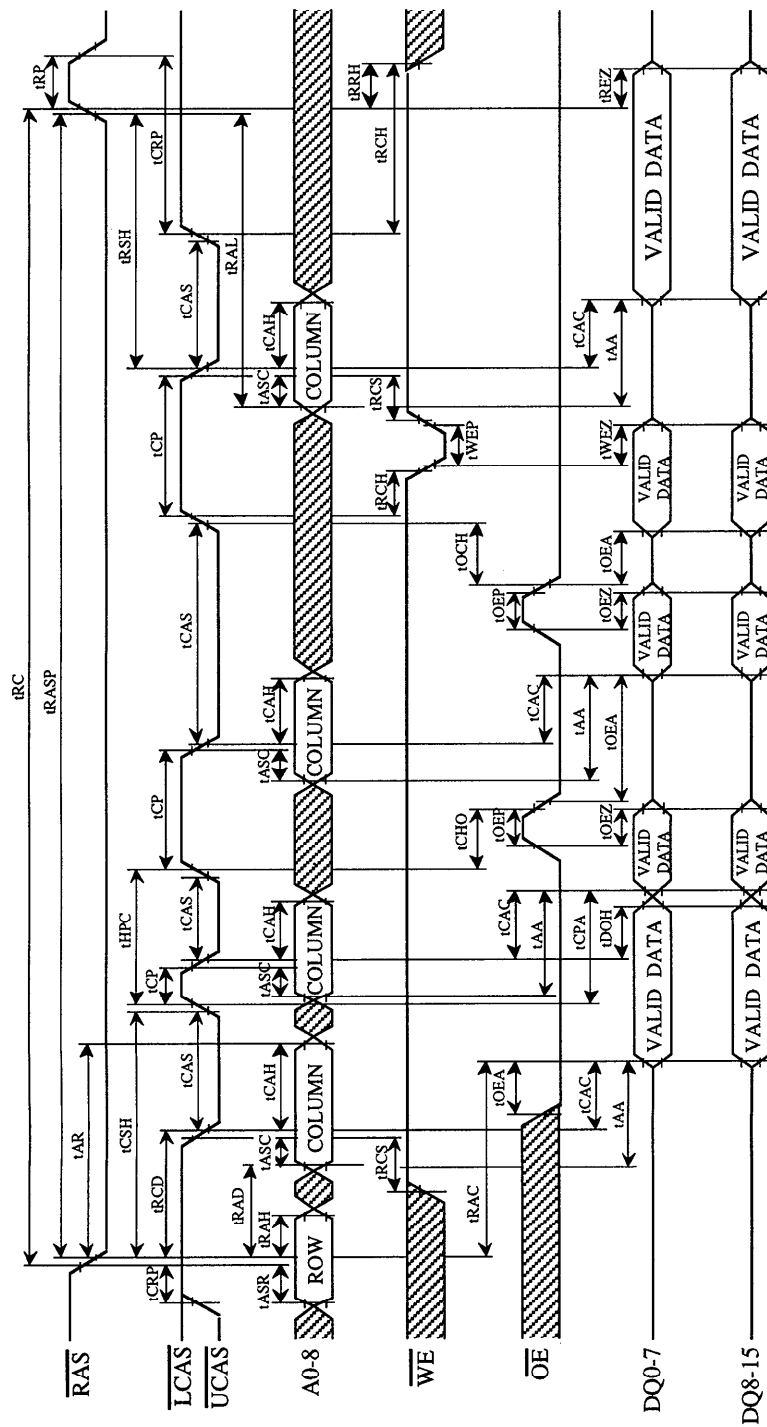 tRC
tRASP
tRP
tAR
RAS
tCSH
tHPC
tRSH
tCRP
tRCD
tCP
tCP
tCP
tCRP
LCAS
UCAS
tCAS
tCAS
tCAS
tCAS
tRAD
tRAL
tASR
tRAH
tASC
tCAH
tASC
tCAH
tASC
tCAH
tASC
tCAH
A0-8
ROW
COLUMN
COLUMN
COLUMN
COLUMN
tRRH
tRCS
tRCH
tRCS
tRCH
WE
tWEP
tRAC
tCHO
tOCH
tOEA
tCAC
tOEP
tOEP
OE
tAA
tCAC
tCAC
tCPA
tAA
tCAC
tAA
tDOH
tOEZ
tOEA
tOEZ
tOEA
tWEZ
tAA
tREZ
DQ0-7
VALID DATA
VALID DATA
VALID DATA
VALID DATA
VALID DATA
DQ8-15
VALID DATA
VALID DATA
VALID DATA
VALID DATA
VALID DATA